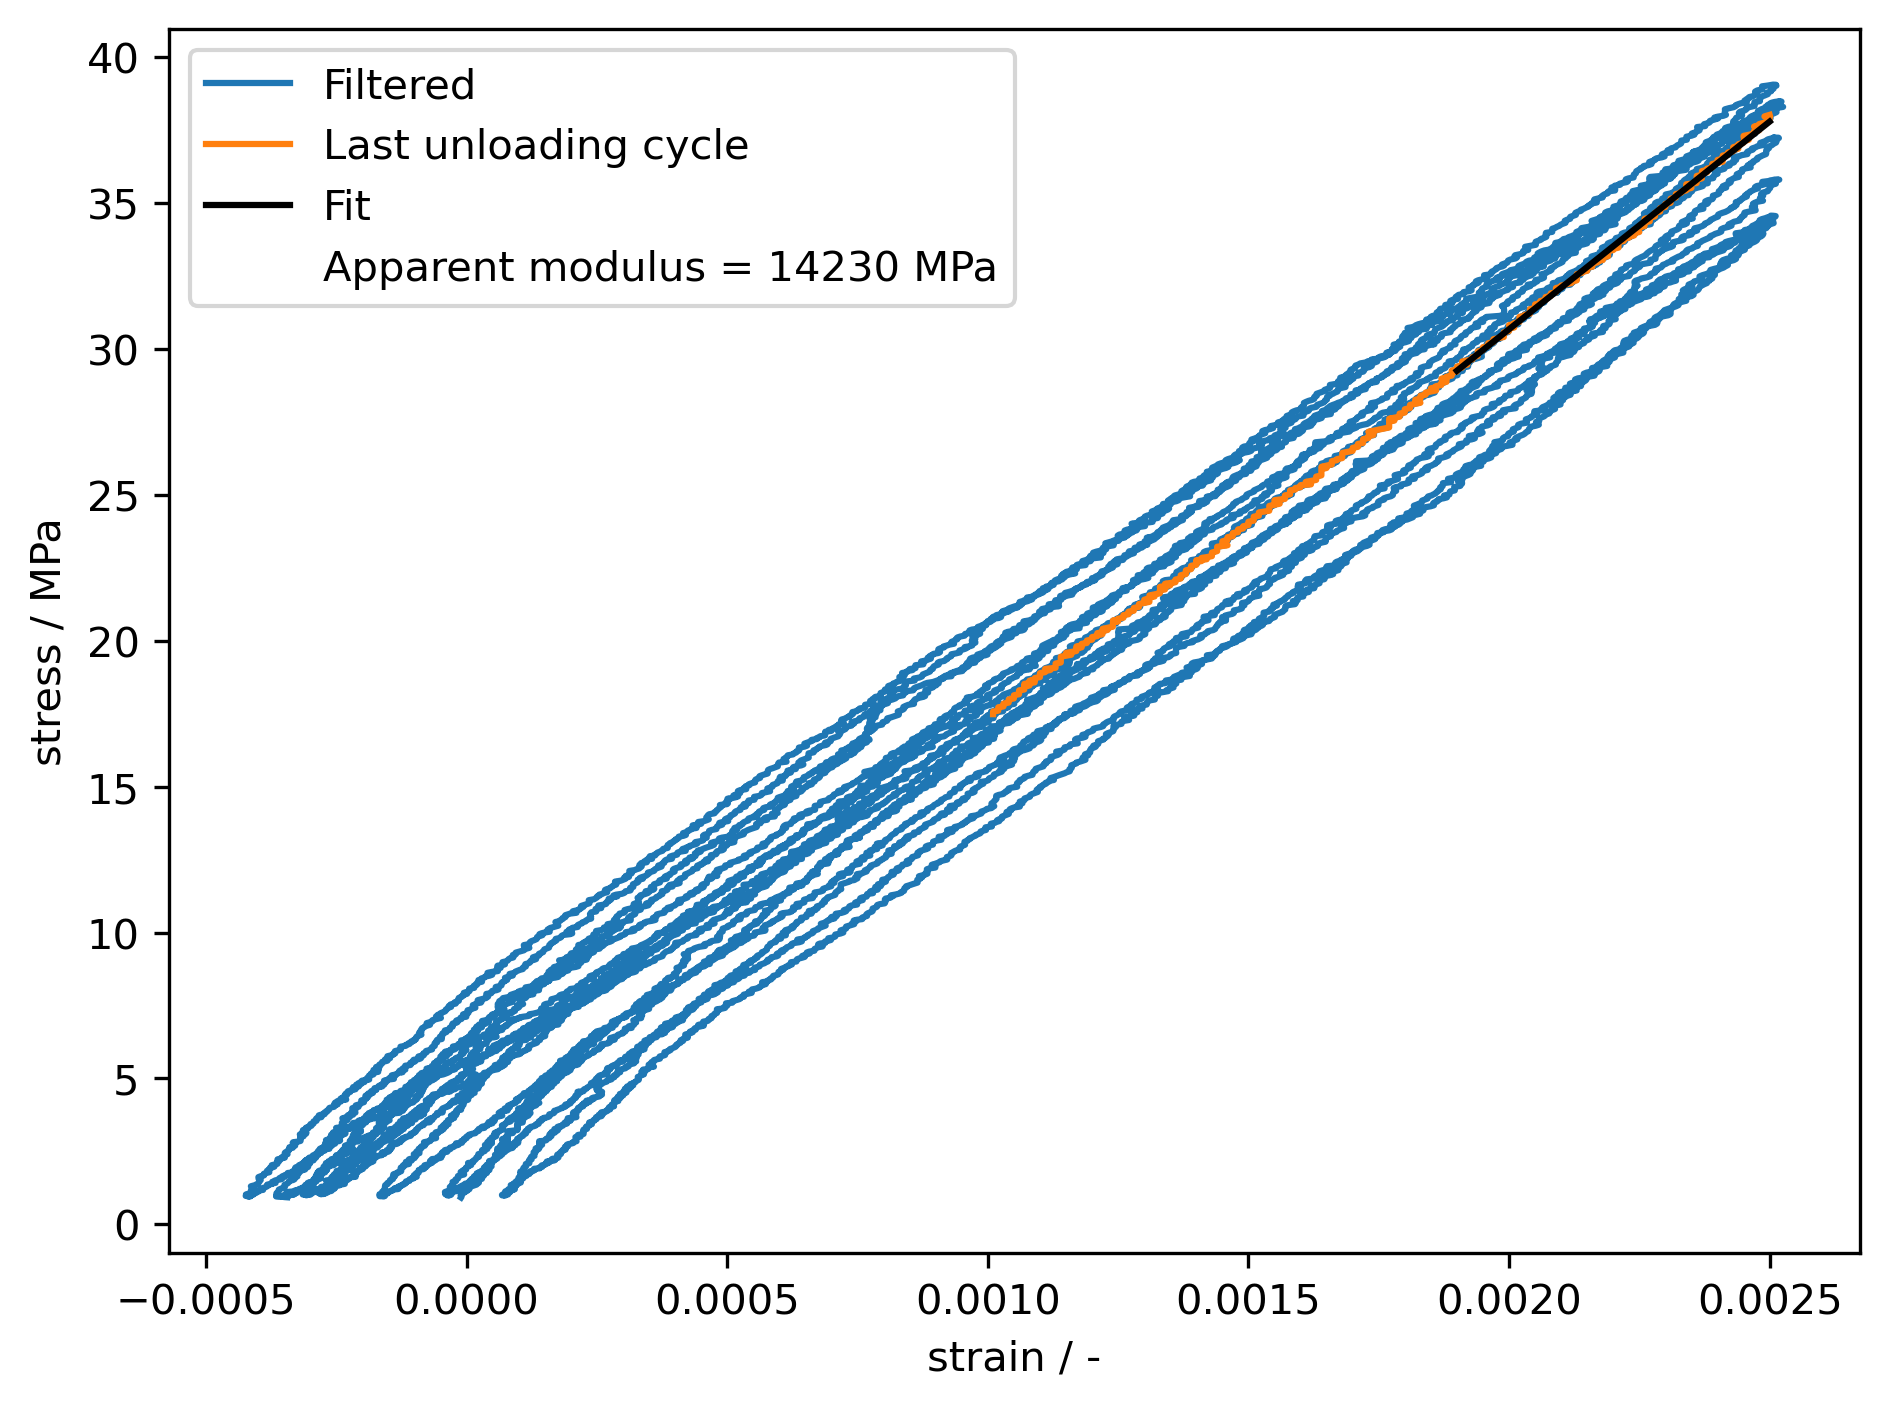 Filtered
Last unloading cycle
Fit
Apparent modulus = 14230 MPa
40
35
30
25
20
15
10
5
0
stress / MPa
−0.0005 0.0000 0.0005 0.0010 0.0015 0.0020 0.0025
strain / -